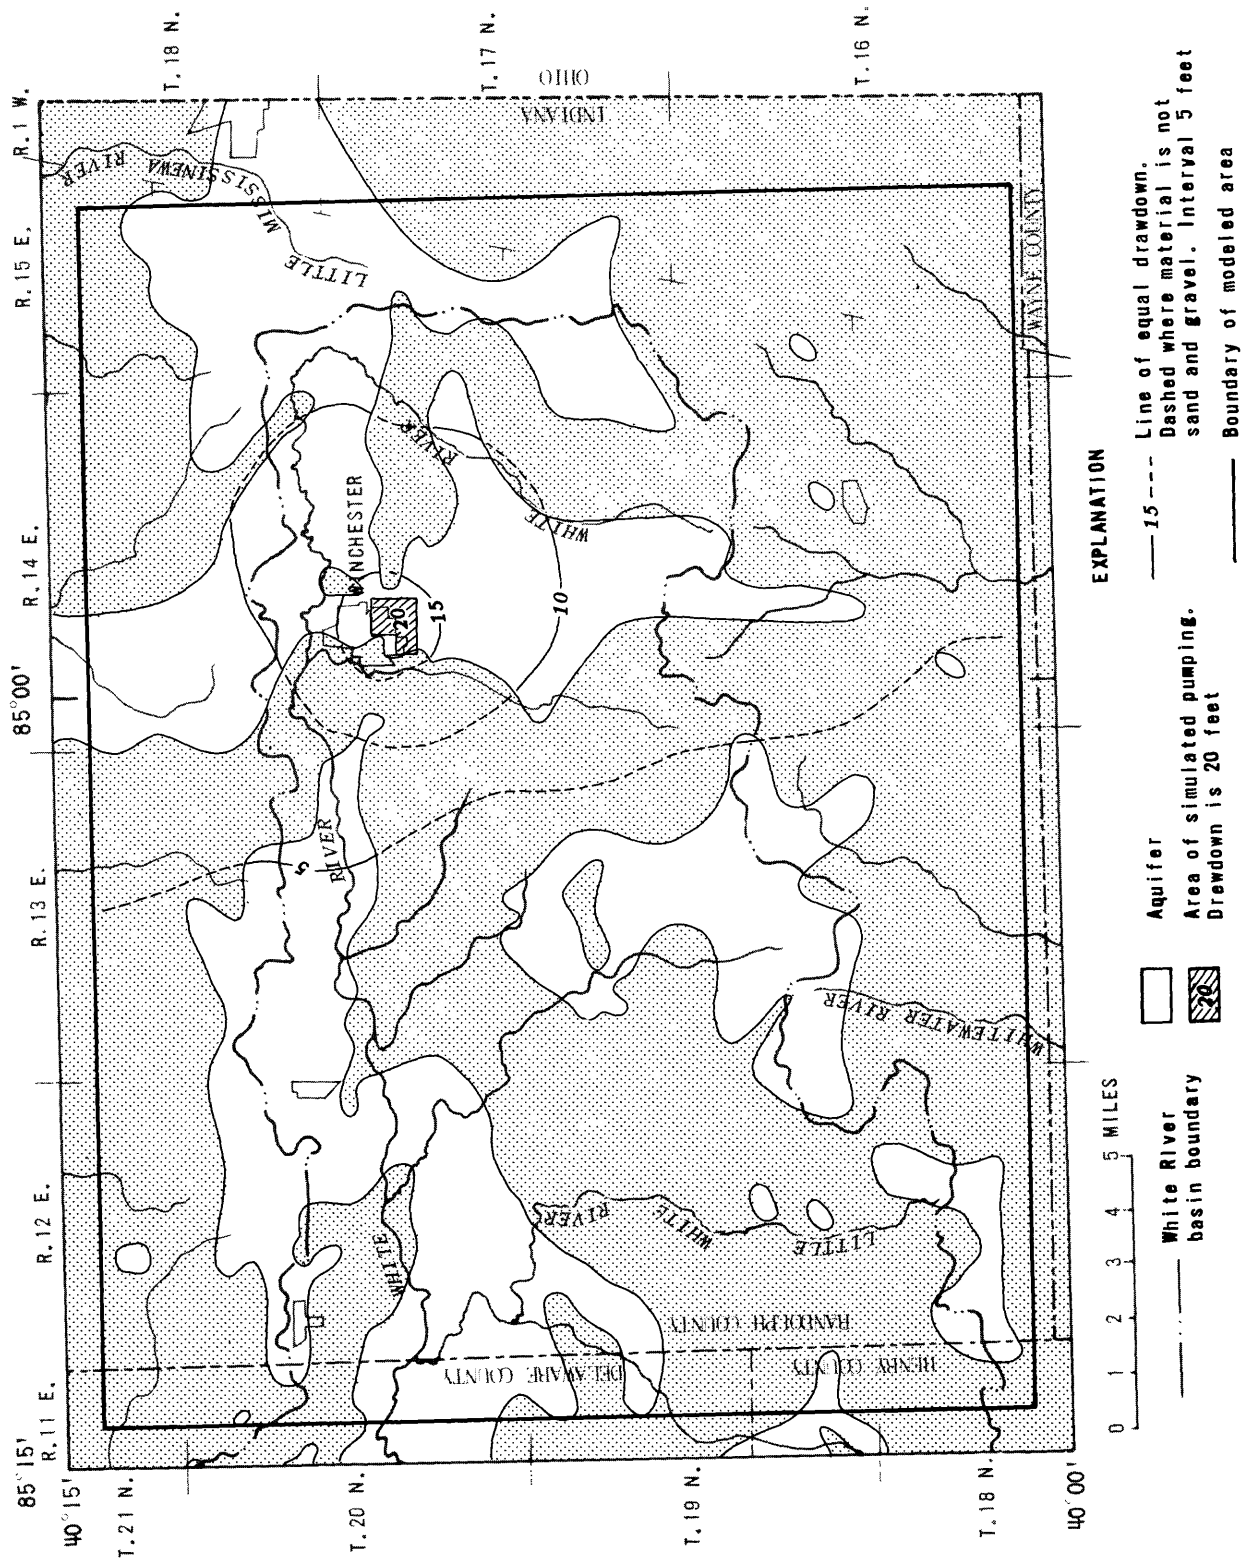 85°15'
R. 11 E.
R. 12 E.
R. 13 E.
85°00'
R. 14 E.
R. 15 E.
R. 1 W.
40°15'
T. 21 N.
T. 20 N.
T. 19 N.
T. 18 N.
40°00'
T. 18 N.
T. 17 N.
T. 16 N.
MISSISSINEWA
RIVER
LITTLE
OHIO
INDIANA
WINCHESTER
RIVER
WHITE
RIVER
5
10
15
20
WHITE
RIVER
WHITE
LITTLE
WHITEWATER RIVER
DELAWARE COUNTY
RANDOLPH COUNTY
HENRY COUNTY
WAYNE COUNTY
0 1 2 3 4 5 MILES
EXPLANATION
White River
basin boundary
Aquifer
20
Area of simulated pumping.
Drawdown is 20 feet
15
Line of equal drawdown.
Dashed where material is not
sand and gravel. Interval 5 feet
Boundary of modeled area